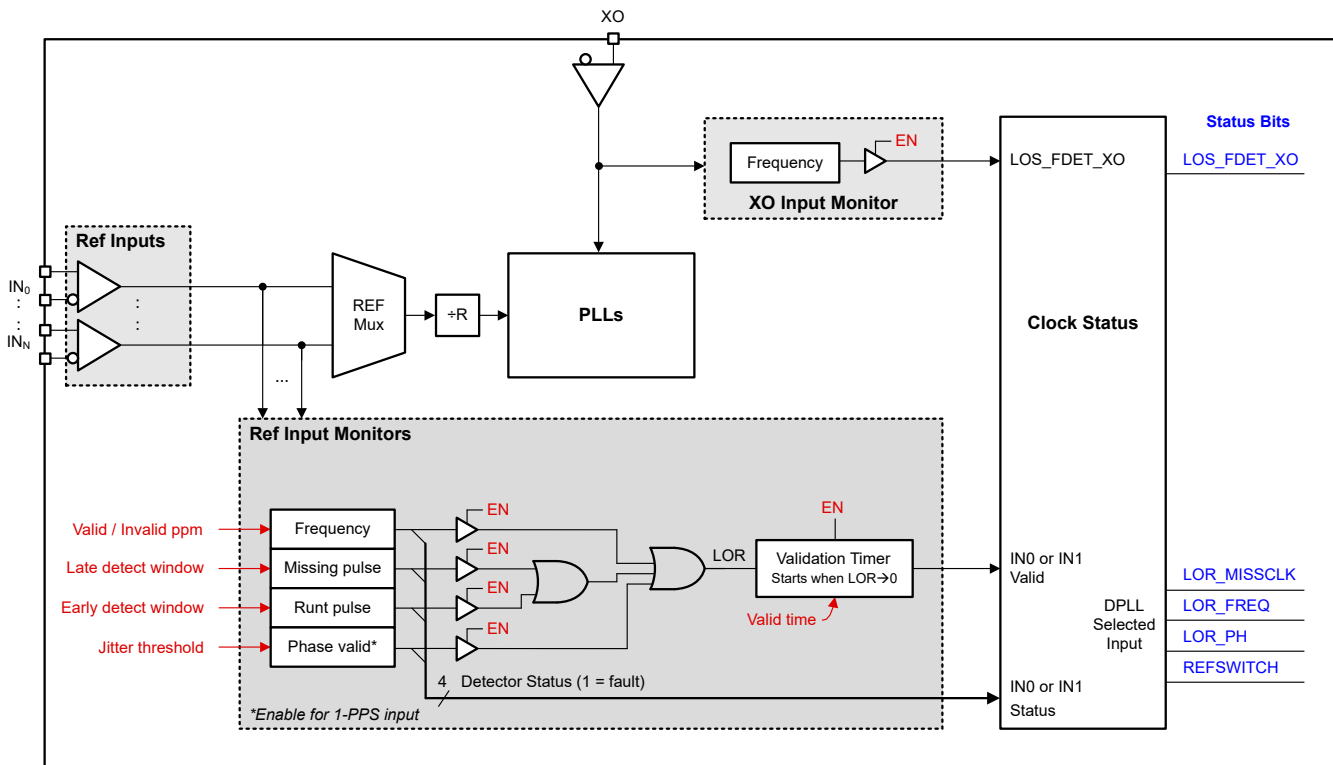 XO
Status Bits
EN
Frequency
XO Input Monitor
LOS_FDET_XO
LOS_FDET_XO
Ref Inputs
IN0
:
:
INN
:
:
REF
Mux
÷R
PLLs
Clock Status
...
Ref Input Monitors
Valid / Invalid ppm
Frequency
EN
Late detect window
Missing pulse
EN
Early detect window
Runt pulse
EN
Jitter threshold
Phase valid*
EN
LOR
EN
Validation Timer
Starts when LOR→0
Valid time
IN0 or IN1
Valid
DPLL
Selected
Input
LOR_MISSCLK
LOR_FREQ
LOR_PH
REFSWITCH
4 Detector Status (1 = fault)
IN0 or IN1
Status
*Enable for 1-PPS input